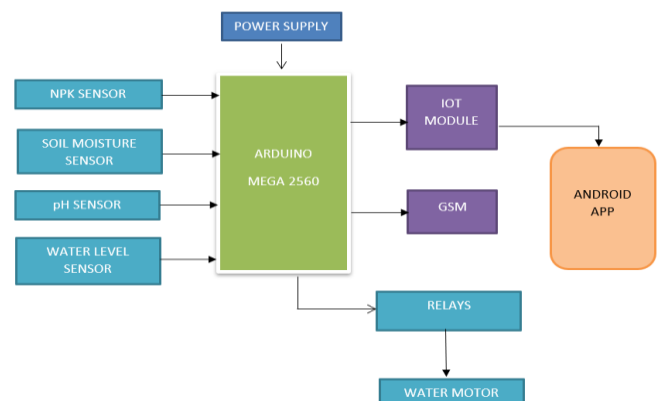 POWER SUPPLY
NPK SENSOR
SOIL MOISTURE
SENSOR
pH SENSOR
WATER LEVEL
SENSOR
ARDUINO
MEGA 2560
IOT
MODULE
GSM
ANDROID
APP
RELAYS
WATER MOTOR